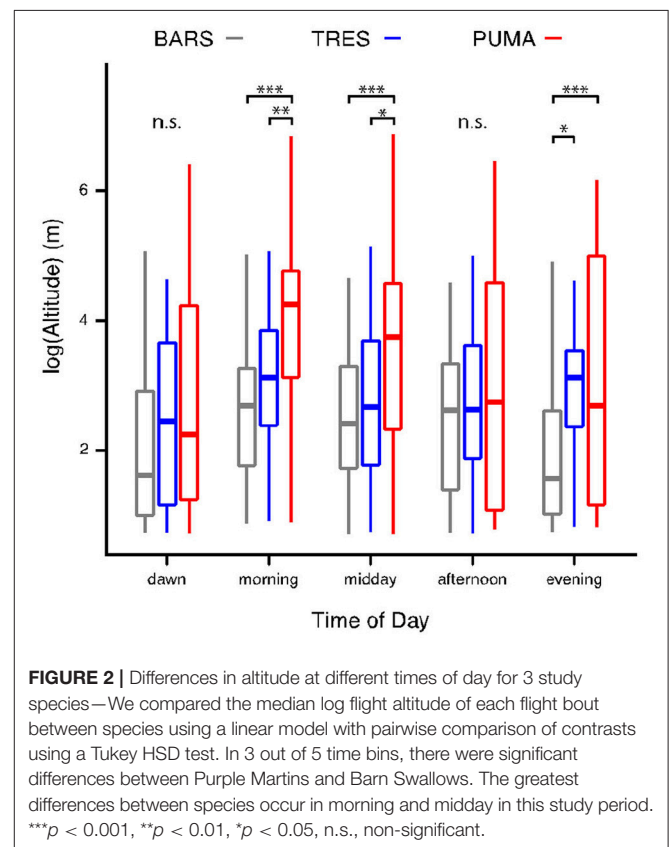 BARS TRES PUMA
*** *** ***
n.s. ** * n.s. *
6
4
2
log(Altitude) (m)
dawn morning midday afternoon evening
Time of Day
FIGURE 2 | Differences in altitude at different times of day for 3 study
species—We compared the median log flight altitude of each flight bout
between species using a linear model with pairwise comparison of contrasts
using a Tukey HSD test. In 3 out of 5 time bins, there were significant
differences between Purple Martins and Barn Swallows. The greatest
differences between species occur in morning and midday in this study period.
***p < 0.001, **p < 0.01, *p < 0.05, n.s., non-significant.